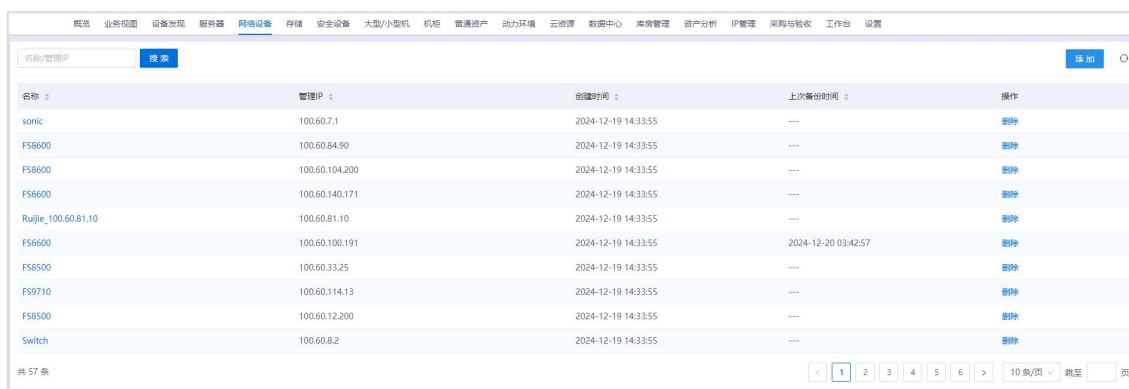 概览 业务视图 设备发现 服务器 网络设备 存储 安全设备 大型/小型机 机柜 普通资产 动力环境 云资源 数据中心 库房管理 资产分析 IP管理 采购与验收 工作台 设置
名称/管理IP 搜索 添加
名称 管理IP 创建时间 上次备份时间 操作
sonic 100.60.7.1 2024-12-19 14:33:55 --- 删除
FS8600 100.60.84.90 2024-12-19 14:33:55 --- 删除
FS8600 100.60.104.200 2024-12-19 14:33:55 --- 删除
FS6600 100.60.140.171 2024-12-19 14:33:55 --- 删除
Ruijie_100.60.81.10 100.60.81.10 2024-12-19 14:33:55 --- 删除
FS6600 100.60.100.191 2024-12-19 14:33:55 2024-12-20 03:42:57 删除
FS8500 100.60.33.25 2024-12-19 14:33:55 --- 删除
FS9710 100.60.114.13 2024-12-19 14:33:55 --- 删除
FS8500 100.60.12.200 2024-12-19 14:33:55 --- 删除
Switch 100.60.8.2 2024-12-19 14:33:55 --- 删除
共 57 条 < 1 2 3 4 5 6 > 10 条/页 跳至 页